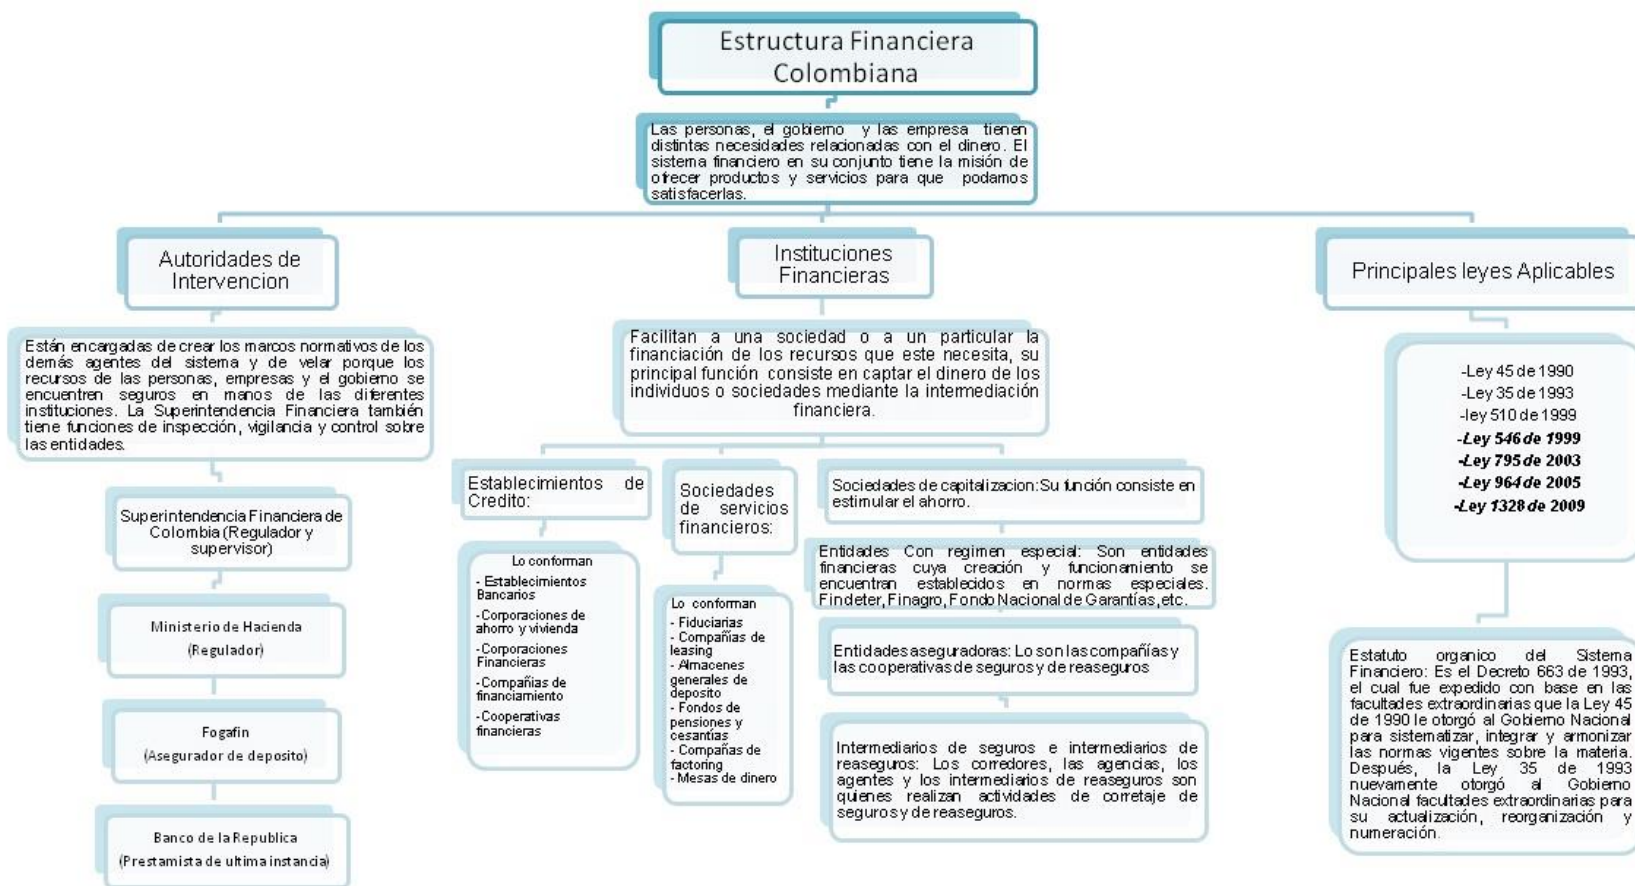 Estructura Financiera
Colombiana
Las personas, el gobierno y las empresa tienen
distintas necesidades relacionadas con el dinero. El
sistema financiero en su conjunto tiene la misión de
ofrecer productos y servicios para que podamos
satisfacerlas.
Autoridades de
Intervencion
Están encargadas de crear los marcos normativos de los
demás agentes del sistema y de velar porque los
recursos de las personas, empresas y el gobierno se
encuentren seguros en manos de las diferentes
instituciones. La Superintendencia Financiera también
tiene funciones de inspección, vigilancia y control sobre
las entidades.
Superintendencia Financiera de
Colombia (Regulador y
supervisor)
Ministerio de Hacienda
(Regulador)
Fogafin
(Asegurador de deposito)
Banco de la Republica
(Prestamista de ultima instancia)
Instituciones
Financieras
Facilitan a una sociedad o a un particular la
financiación de los recursos que este necesita, su
principal función consiste en captar el dinero de los
individuos o sociedades mediante la intermediación
financiera.
Establecimientos de
Credito:
Lo conforman
- Establecimientos
Bancarios
-Corporaciones de
ahorro y vivienda
-Corporaciones
Financieras
-Compañías de
financiamiento
-Cooperativas
financieras
Sociedades
de servicios
financieros:
Lo conforman
- Fiduciarias
- Compañías de
leasing
- Almacenes
generales de
deposito
- Fondos de
pensiones y
cesantías
- Compañas de
factoring
- Mesas de dinero
Sociedades de capitalizacion:Su función consiste en
estimular el ahorro.
Entidades Con regimen especial: Son entidades
financieras cuya creación y funcionamiento se
encuentran establecidos en normas especiales.
Findeter, Finagro, Fondo Nacional de Garantías,etc.
Entidades aseguradoras: Lo son las compañías y
las cooperativas de seguros y de reaseguros
Intermediarios de seguros e intermediarios de
reaseguro: Los corredores, las agencias, los
agentes y los intermediarios de reaseguros son
quienes realizan actividades de corretaje de
seguros y de reaseguros.
Principales leyes Aplicables
-Ley 45 de 1990
-Ley 35 de 1993
-ley 510 de 1999
-Ley 546 de 1999
-Ley 795 de 2003
-Ley 964 de 2005
-Ley 1328 de 2009
Estatuto organico del Sistema
Financiero: Es el Decreto 663 de 1993,
el cual fue expedido con base en las
facultades extraordinarias que la Ley 45
de 1990 le otorgó al Gobierno Nacional
para sistematizar, integrar y armonizar
las normas vigentes sobre la materia.
Después, la Ley 35 de 1993
nuevamente otorgó al Gobierno
Nacional facultades extraordinarias para
su actualización, reorganización y
numeración.